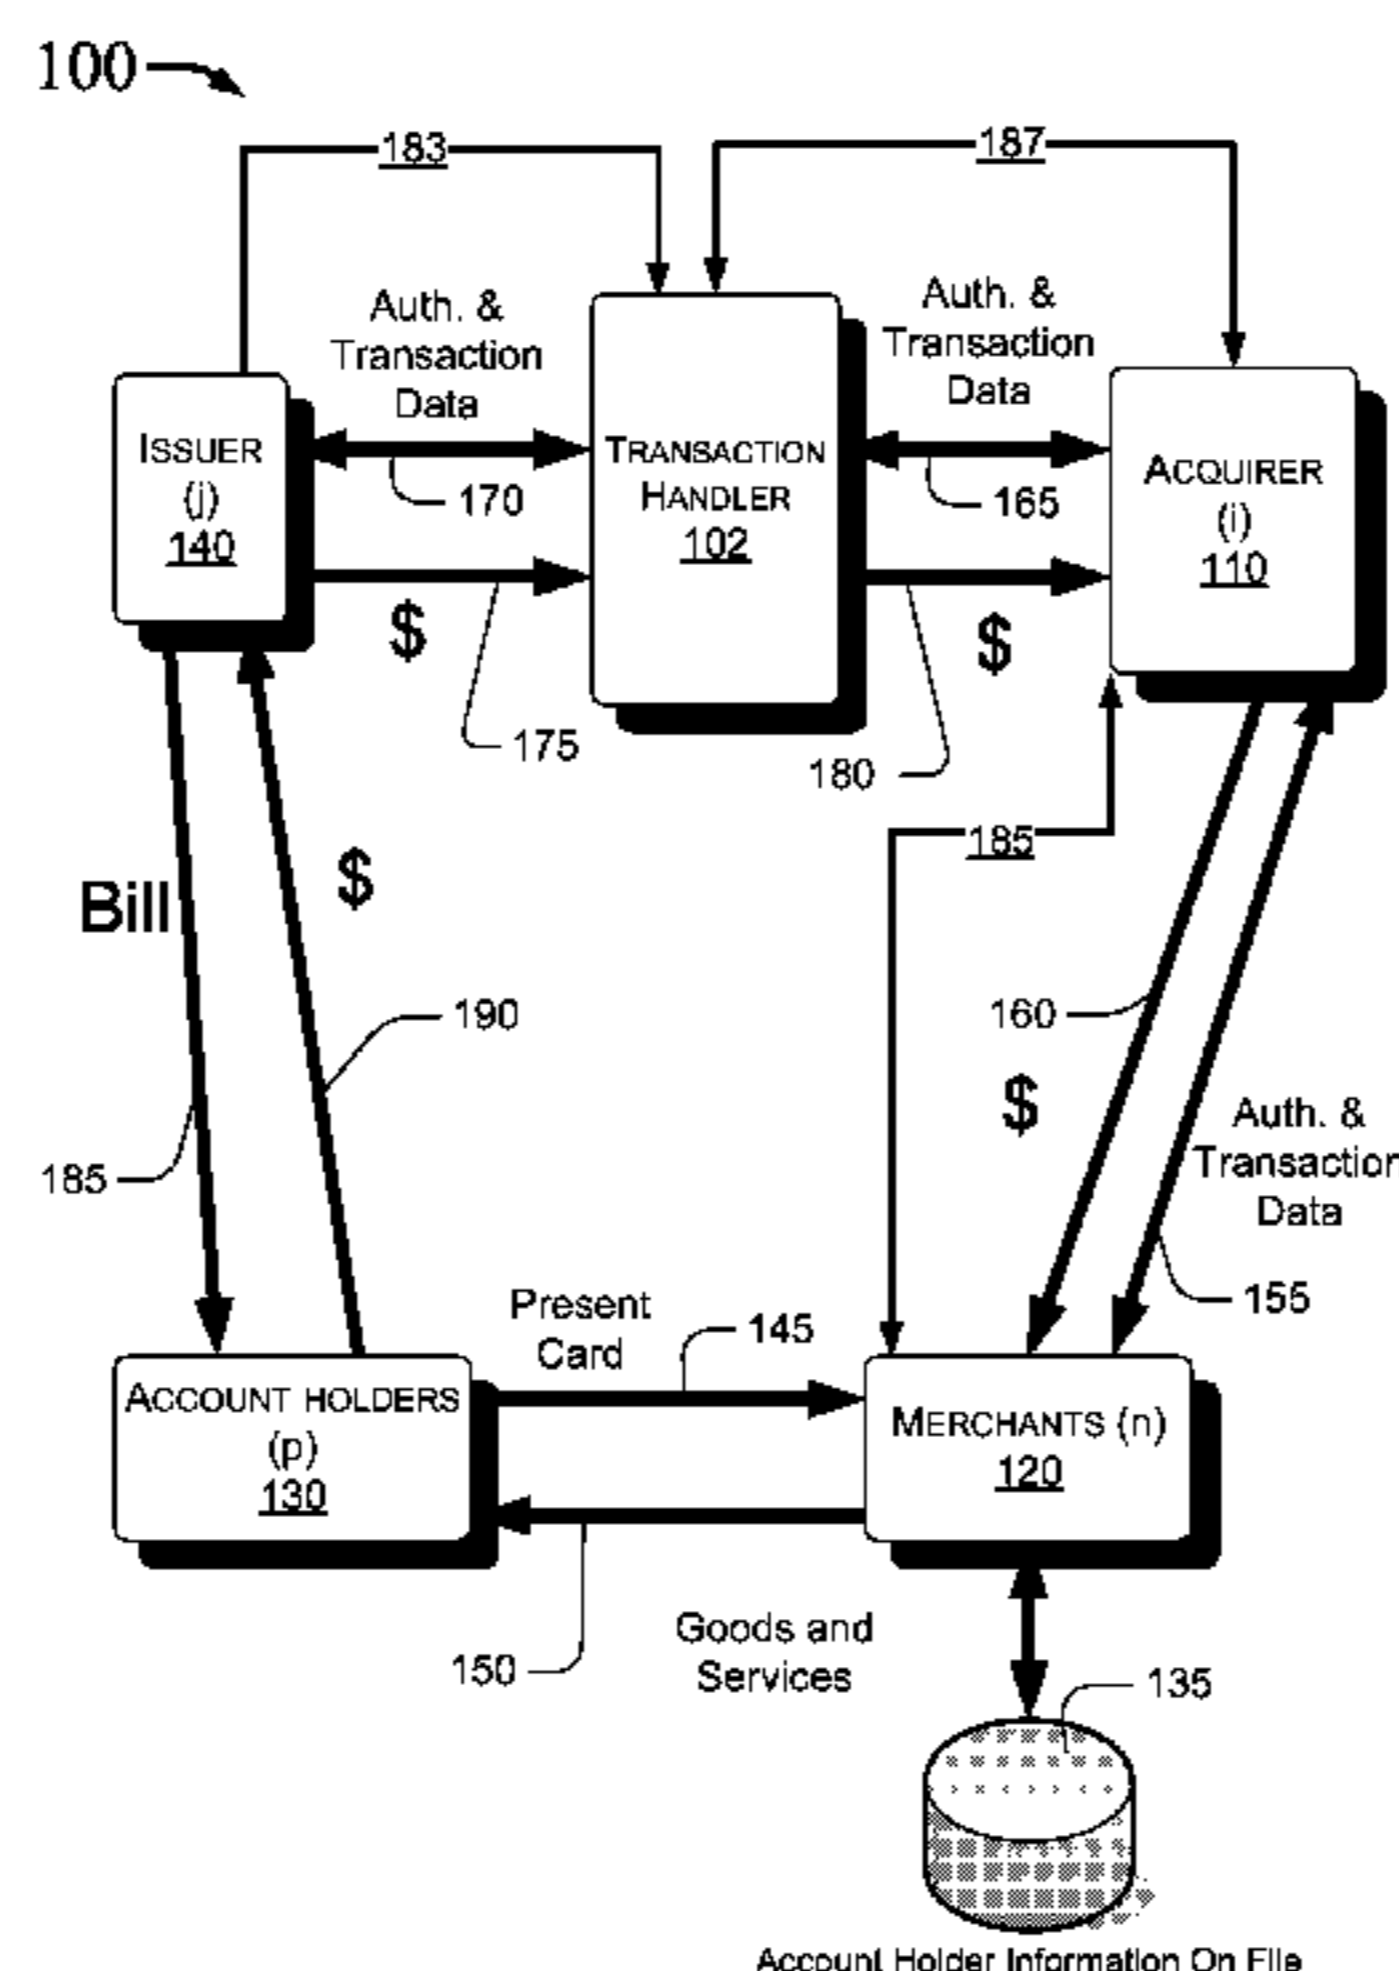 100
183
187
Auth. &
Transaction
Data
Auth. &
Transaction
Data
ISSUER
(j)
140
170
TRANSACTION
HANDLER
102
165
ACQUIRER
(i)
110
$
$
175
180
185
Bill
$
190
160
$
Auth. &
Transaction
Data
185
155
Present
Card
145
ACCOUNT HOLDERS
(p)
130
MERCHANTS (n)
120
150
Goods and
Services
135
Account Holder Information On File